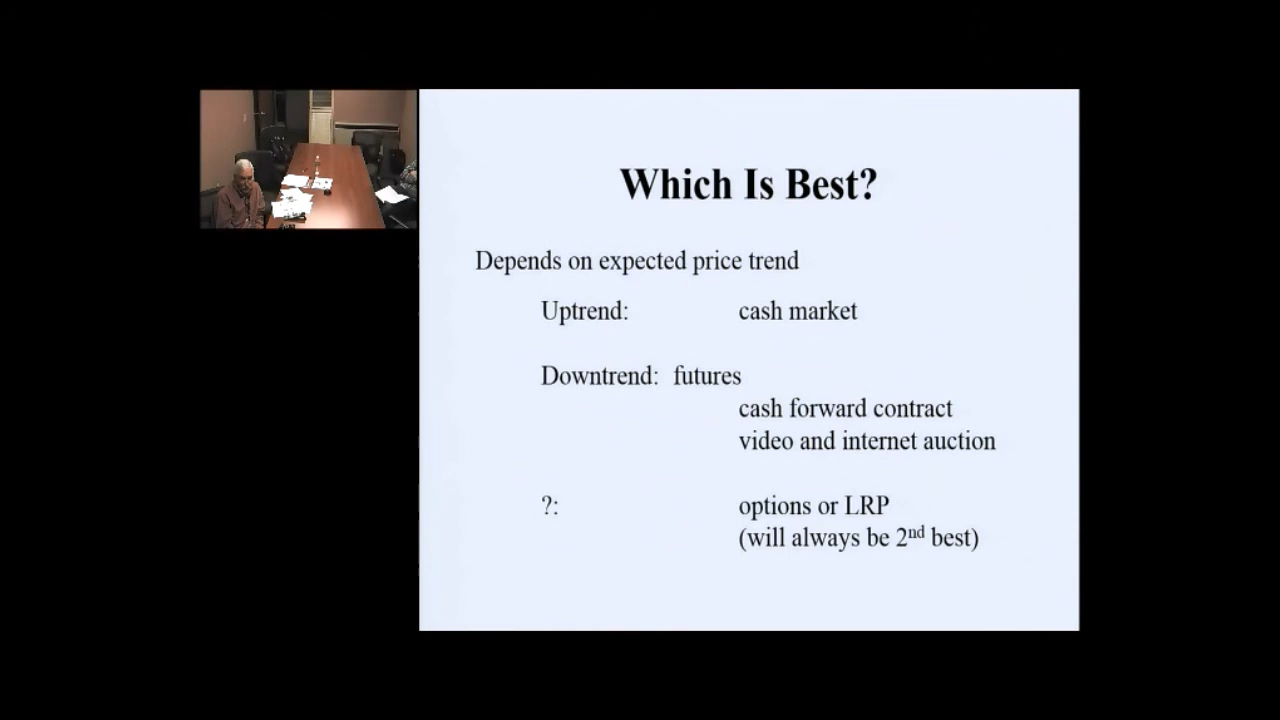 Which Is Best?
Depends on expected price trend
Uptrend: cash market
Downtrend: futures
cash forward contract
video and internet auction
?: options or LRP
(will always be 2nd best)